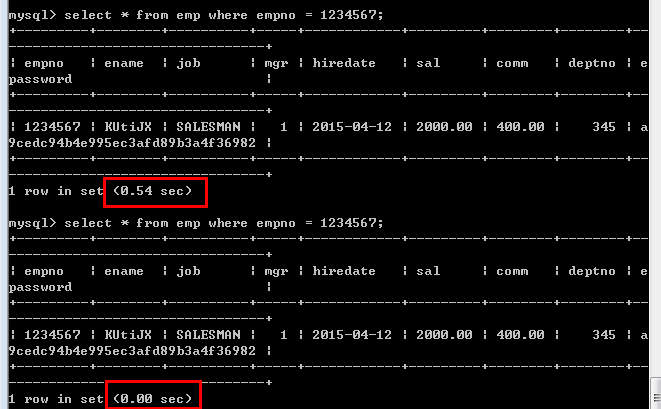 mysql> select * from emp where empno = 1234567;
+---------+--------+----------+-----+------------+---------+--------+--------+--
------------------------------+
| empno   | ename  | job      | mgr | hiredate   | sal     | comm   | deptno | e
password                        |
+---------+--------+----------+-----+------------+---------+--------+--------+--
------------------------------+
| 1234567 | KUtiJX | SALESMAN |   1 | 2015-04-12 | 2000.00 | 400.00 |    345 | a
9cedc94b4e995ec3afd89b3a4f36982 |
+---------+--------+----------+-----+------------+---------+--------+--------+--
------------------------------+
1 row in set (0.54 sec)
mysql> select * from emp where empno = 1234567;
+---------+--------+----------+-----+------------+---------+--------+--------+--
------------------------------+
| empno   | ename  | job      | mgr | hiredate   | sal     | comm   | deptno | e
password                        |
+---------+--------+----------+-----+------------+---------+--------+--------+--
------------------------------+
| 1234567 | KUtiJX | SALESMAN |   1 | 2015-04-12 | 2000.00 | 400.00 |    345 | a
9cedc94b4e995ec3afd89b3a4f36982 |
+---------+--------+----------+-----+------------+---------+--------+--------+--
------------------------------+
1 row in set (0.00 sec)